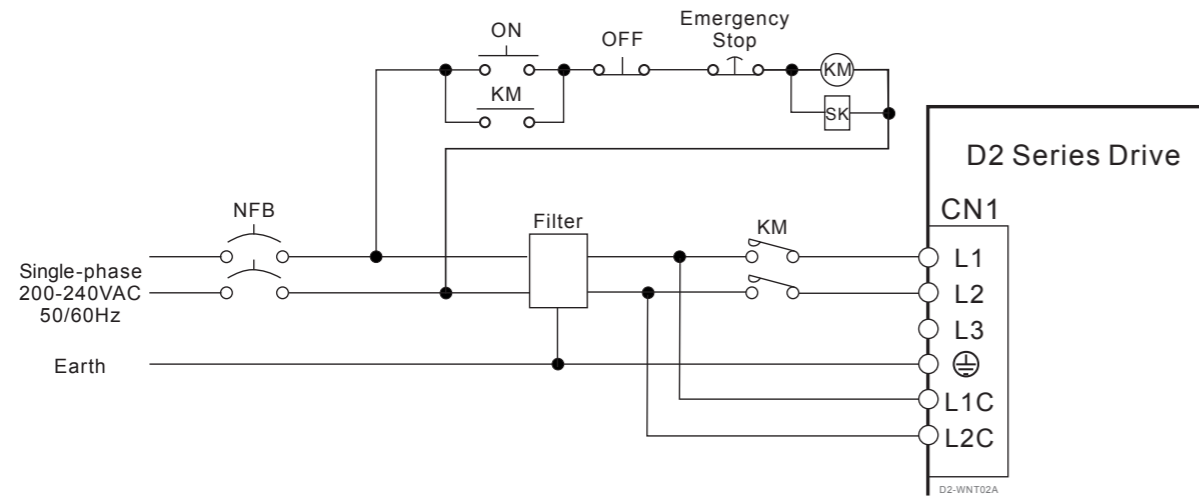 Emergency
Stop
ON
OFF
KM
KM
SK
D2 Series Drive
CN1
NFB
Filter
KM
Single-phase
200-240VAC
50/60Hz
L1
L2
L3
Earth
L1C
L2C
D2-WNT02A